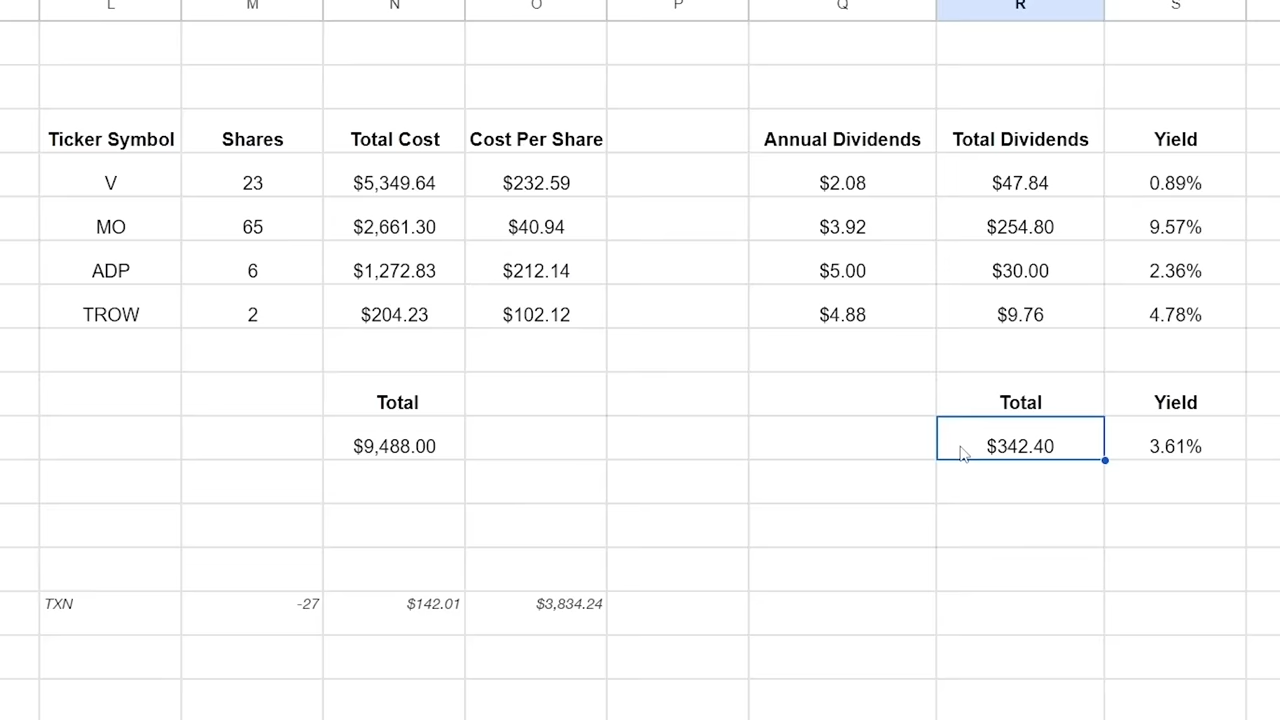 L M N O P Q R S
Ticker Symbol Shares Total Cost Cost Per Share Annual Dividends Total Dividends Yield
V 23 $5,349.64 $232.59 $2.08 $47.84 0.89%
MO 65 $2,661.30 $40.94 $3.92 $254.80 9.57%
ADP 6 $1,272.83 $212.14 $5.00 $30.00 2.36%
TROW 2 $204.23 $102.12 $4.88 $9.76 4.78%
Total Total Yield
$9,488.00 $342.40 3.61%
TXN -27 $142.01 $3,834.24